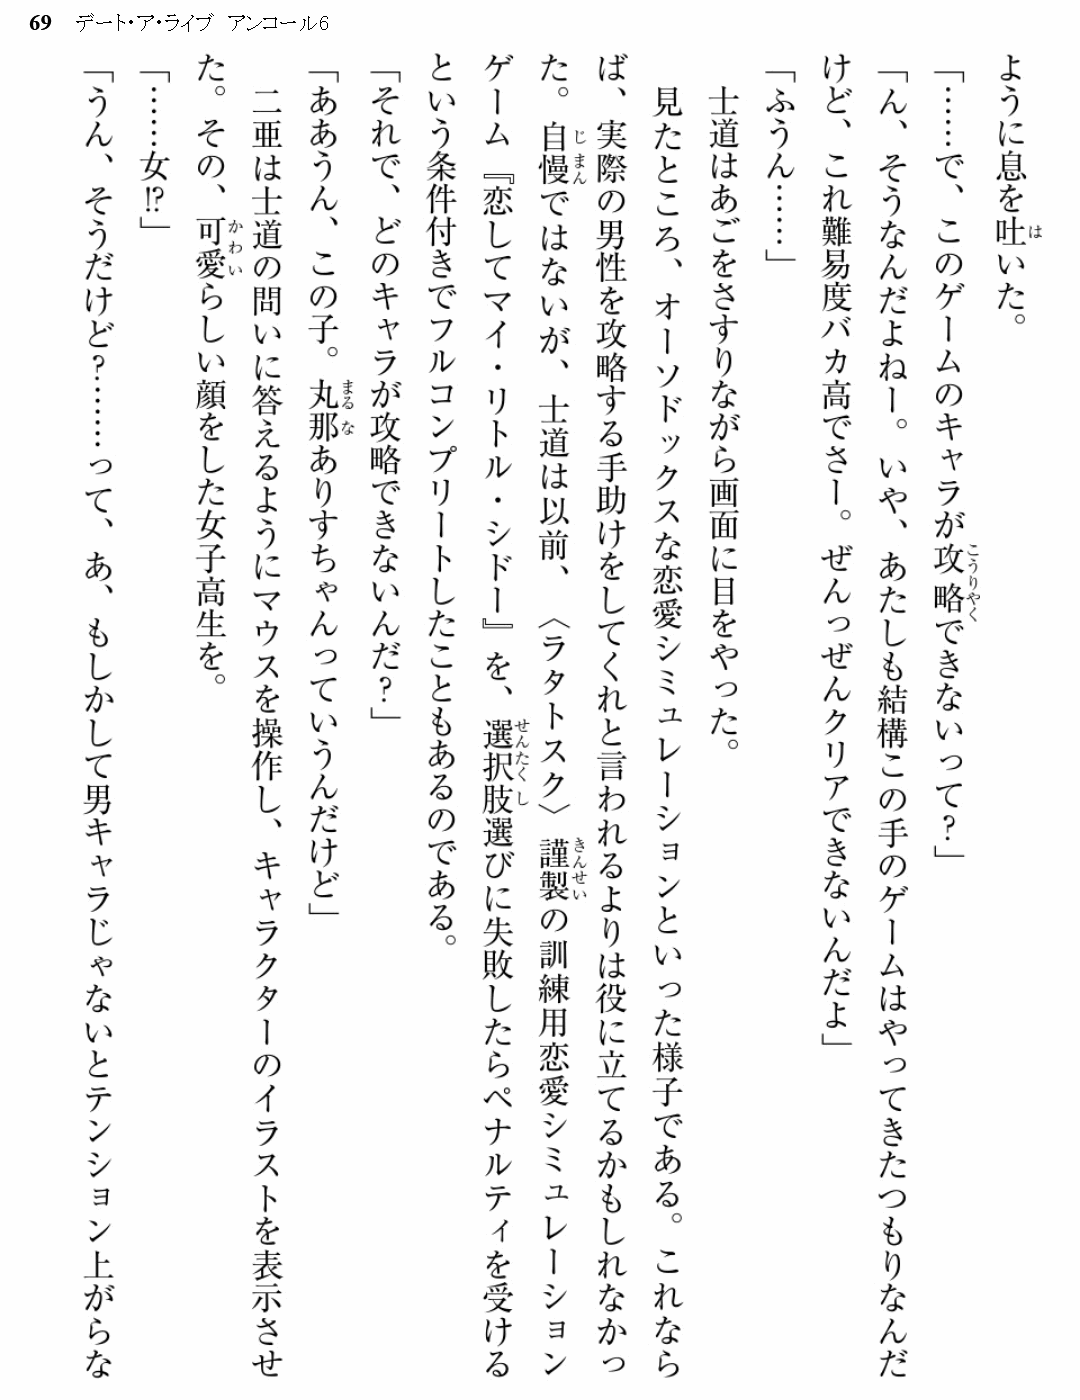 69　デート・ア・ライブ　アンコール6
ように息を吐いた。
「……で、このゲームのキャラが攻略できないって？」
「ん、そうなんだよねー。いや、あたしも結構この手のゲームはやってきたつもりなんだ
けど、これ難易度バカ高でさー。ぜんっぜんクリアできないんだよ」
「ふうん……」
　士道はあごをさすりながら画面に目をやった。
　見たところ、オーソドックスな恋愛シミュレーションといった様子である。これなら
ば、実際の男性を攻略する手助けをしてくれと言われるよりは役に立てるかもしれなかっ
た。自慢ではないが、士道は以前、〈ラタトスク〉謹製の訓練用恋愛シミュレーション
ゲーム『恋してマイ・リトル・シドー』を、選択肢選びに失敗したらペナルティを受ける
という条件付きでフルコンプリートしたこともあるのである。
「それで、どのキャラが攻略できないんだ？」
「ああうん、この子。丸那ありすちゃんっていうんだけど」
　二亜は士道の問いに答えるようにマウスを操作し、キャラクターのイラストを表示させ
た。その、可愛らしい顔をした女子高生を。
「……女!?」
「うん、そうだけど？………って、あ、もしかして男キャラじゃないとテンション上がらな